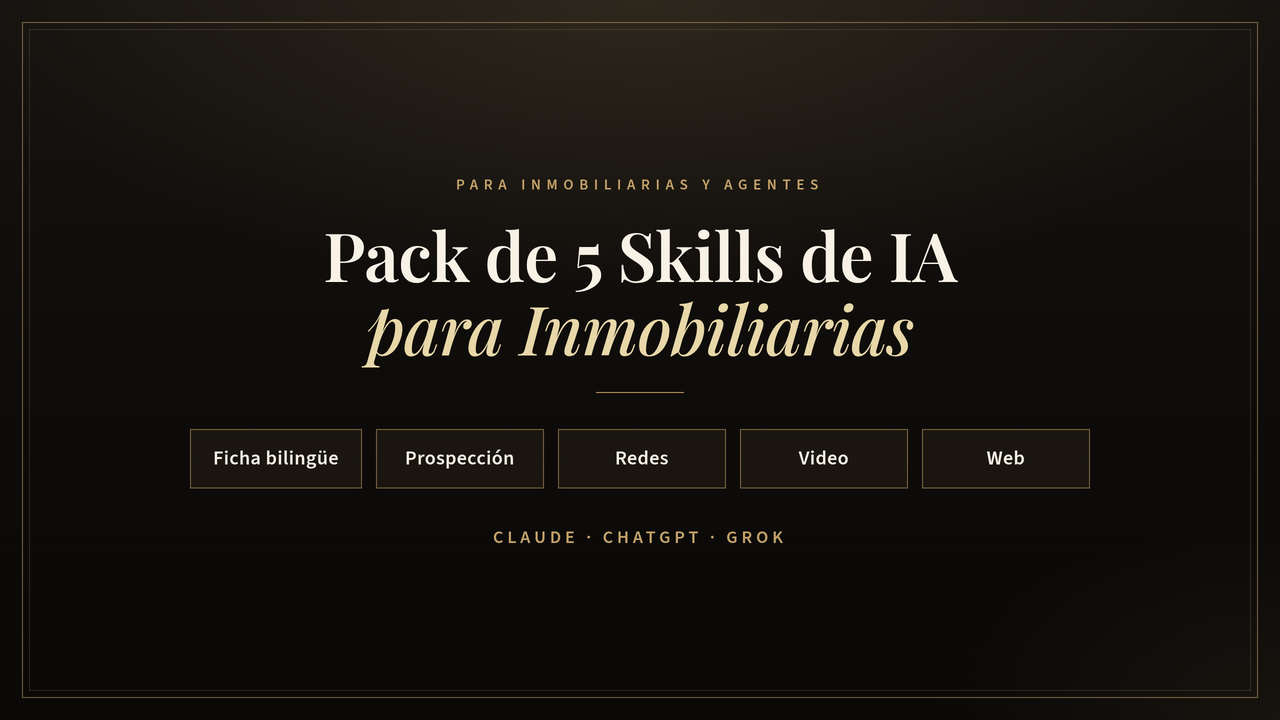 PARA INMOBILIARIAS Y AGENTES
Pack de 5 Skills de IA
para Inmobiliarias
Ficha bilingüe
Prospección
Redes
Video
Web
CLAUDE · CHATGPT · GROK